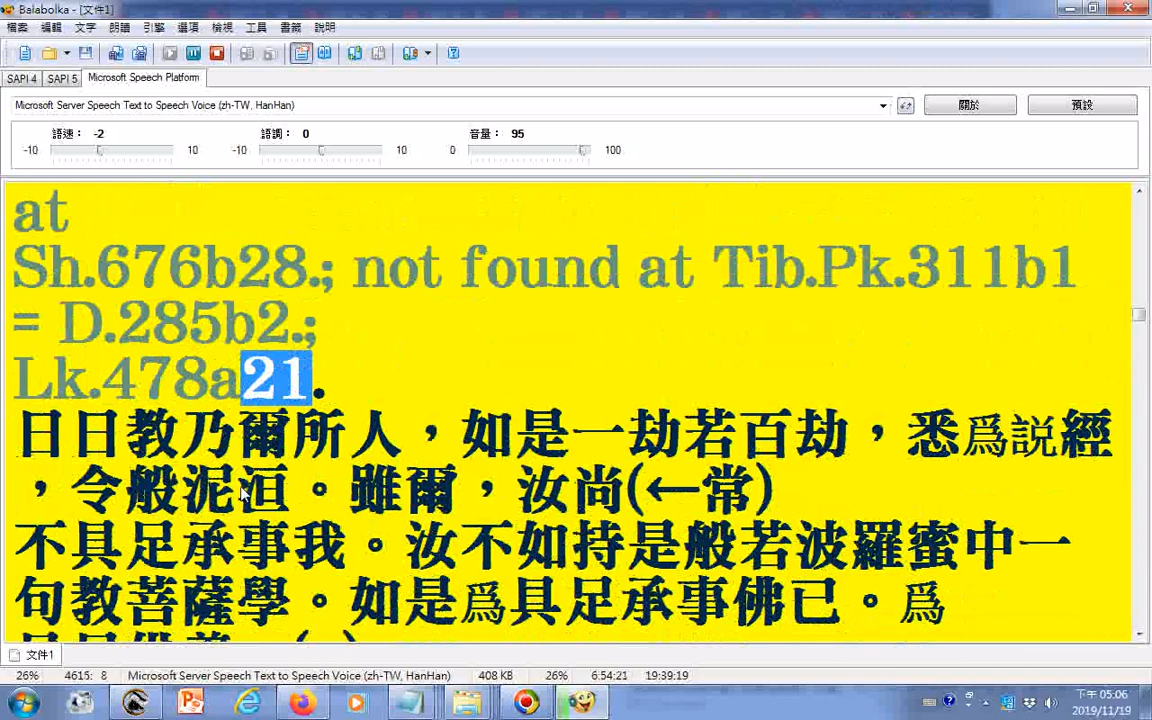 Balabolka - [文件1]
檔案 編輯 文字 朗讀 引擎 選項 檢視 工具 書籤 說明
SAPI 4 SAPI 5 Microsoft Speech Platform
Microsoft Server Speech Text to Speech Voice (zh-TW, HanHan)
關於
預設
語速： -2 語調： 0 音量： 95
-10 10 -10 10 0 100
at
Sh.676b28.; not found at Tib.Pk.311b1
= D.285b2.;
Lk.478a21.
日日教乃爾所人，如是一劫若百劫，悉爲説經
，令般泥洹。雖爾，汝尚(←常)
不具足承事我。汝不如持是般若波羅蜜中一
句教菩薩學。如是爲具足承事佛已。爲
文件1
26% 4615: 8 Microsoft Server Speech Text to Speech Voice (zh-TW, HanHan) 408 KB 26% 6:54:21 19:39:19
下午 05:06
2019/11/19